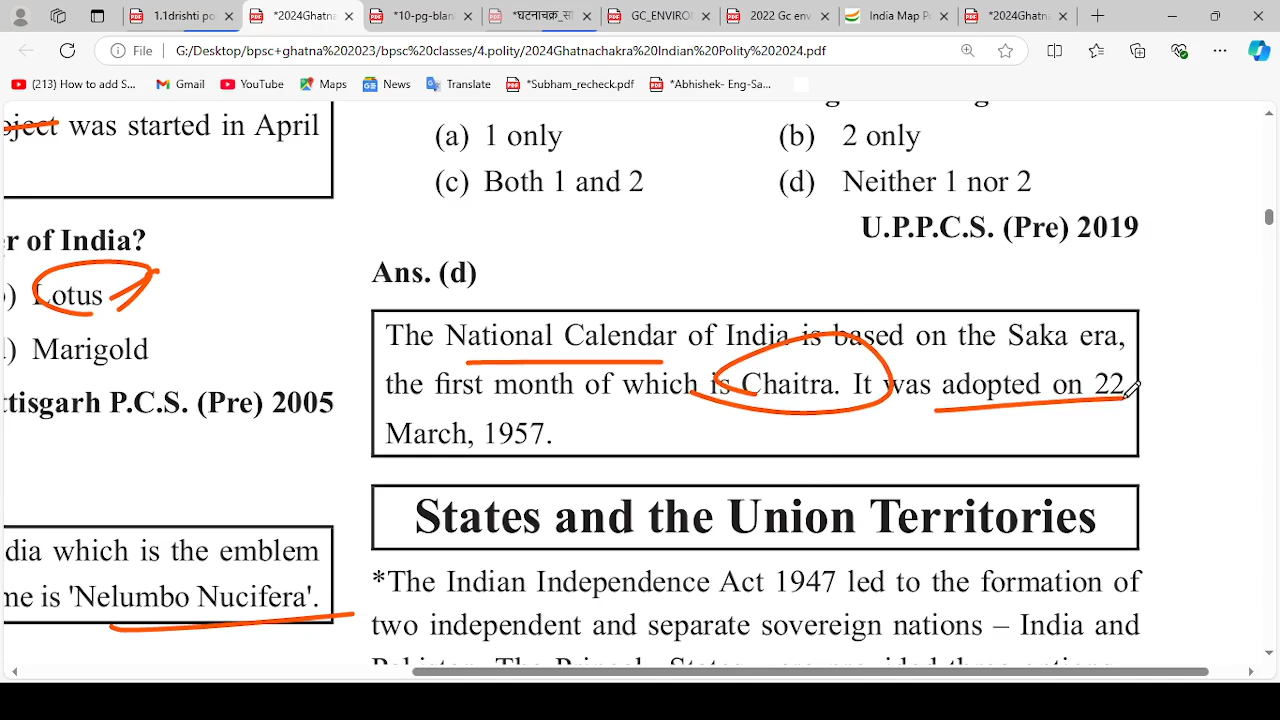 1.1drishti po
*2024Ghatna
*10-pg-blan
*घटनाचक्र_सा
GC_ENVIRO
2022 Gc env
India Map P
*2024Ghatna
File G:/Desktop/bpsc+ghatna%202023/bpsc%20classes/4.polity/2024Ghatnachakra%20Indian%20Polity%202024.pdf
(213) How to add S... Gmail YouTube Maps News Translate *Subham_recheck.pdf *Abhishek- Eng-Sa...
oject was started in April
r of India?
) Lotus
) Marigold
ttisgarh P.C.S. (Pre) 2005
dia which is the emblem
me is 'Nelumbo Nucifera'.
(a) 1 only (b) 2 only
(c) Both 1 and 2 (d) Neither 1 nor 2
U.P.P.C.S. (Pre) 2019
Ans. (d)
The National Calendar of India is based on the Saka era,
the first month of which is Chaitra. It was adopted on 22
March, 1957.
States and the Union Territories
*The Indian Independence Act 1947 led to the formation of
two independent and separate sovereign nations – India and